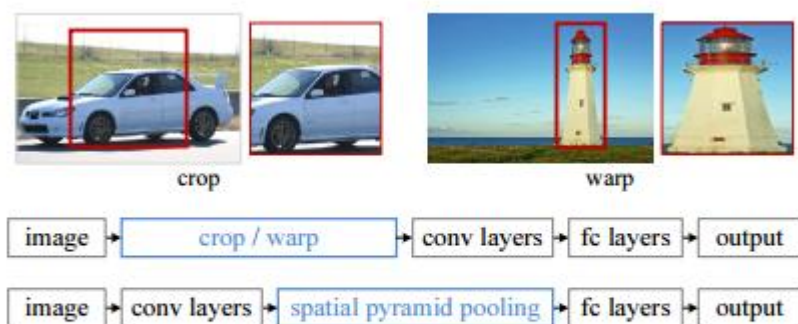 crop warp
image crop / warp conv layers fc layers output
image conv layers spatial pyramid pooling fc layers output